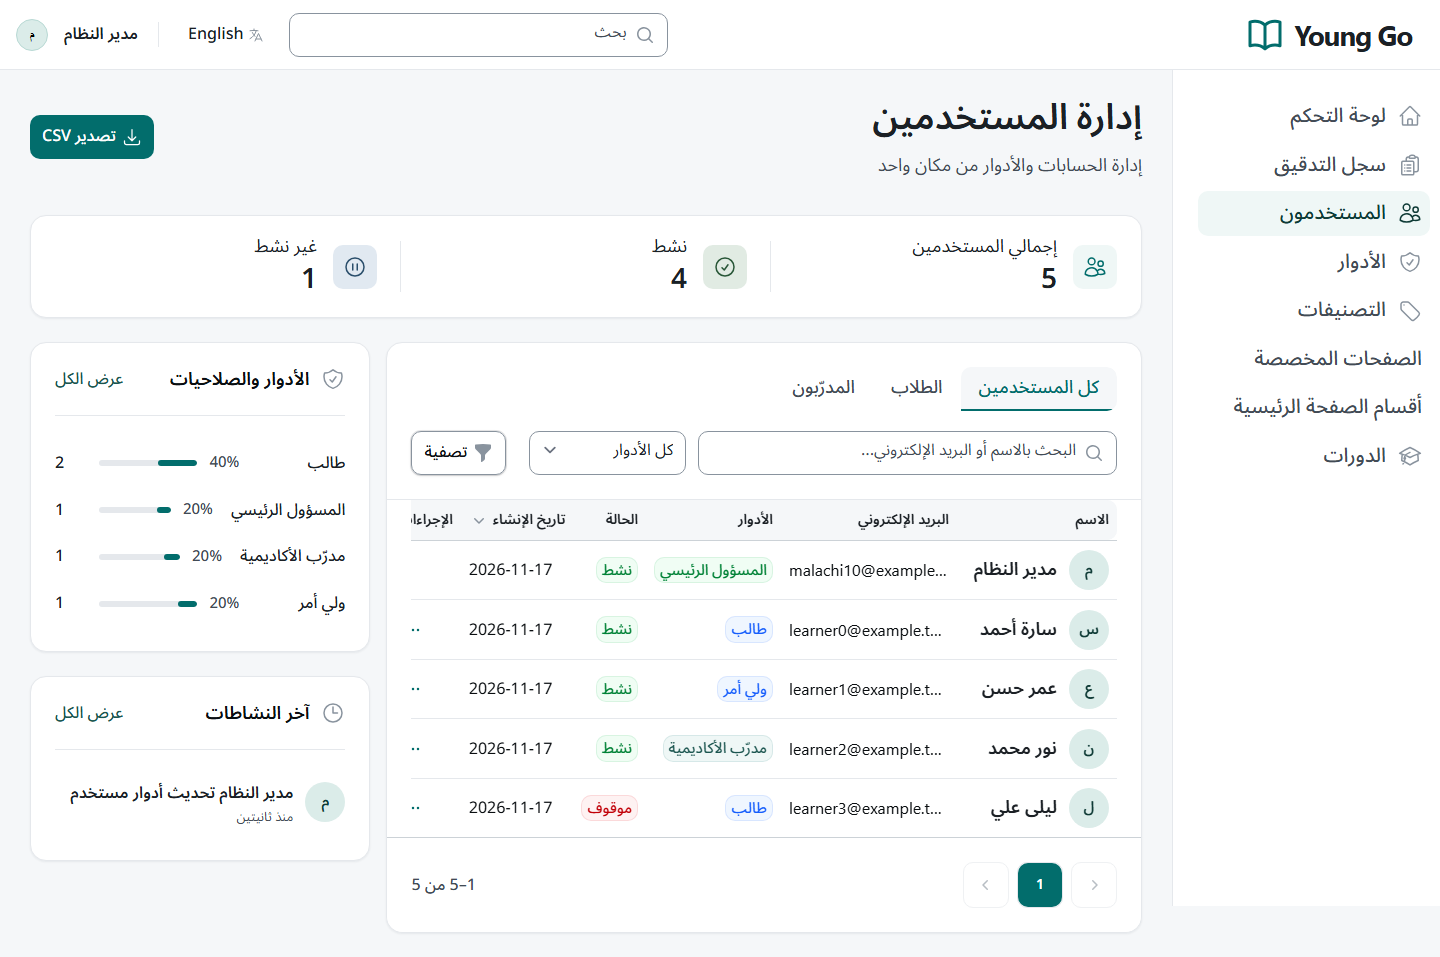 Young Go
بحث
English
مدير النظام
م
لوحة التحكم
سجل التدقيق
المستخدمون
الأدوار
التصنيفات
الصفحات المخصصة
أقسام الصفحة الرئيسية
الدورات
إدارة المستخدمين
إدارة الحسابات والأدوار من مكان واحد
تصدير CSV
إجمالي المستخدمين
5
نشط
4
غير نشط
1
كل المستخدمين الطلاب المدرّبون
البحث بالاسم أو البريد الإلكتروني...
كل الأدوار
تصفية
الاسم البريد الإلكتروني الأدوار الحالة تاريخ الإنشاء
م مدير النظام malachi10@example... المسؤول الرئيسي نشط 2026-11-17
س سارة أحمد learner0@example.t... طالب نشط 2026-11-17
ع عمر حسن learner1@example.t... ولي أمر نشط 2026-11-17
ن نور محمد learner2@example.t... مدرّب الأكاديمية نشط 2026-11-17
ل ليلى علي learner3@example.t... طالب موقوف 2026-11-17
1
1–5 من 5
الأدوار والصلاحيات عرض الكل
طالب 40% 2
المسؤول الرئيسي 20% 1
مدرّب الأكاديمية 20% 1
ولي أمر 20% 1
آخر النشاطات عرض الكل
م
مدير النظام تحديث أدوار مستخدم
منذ ثانيتين